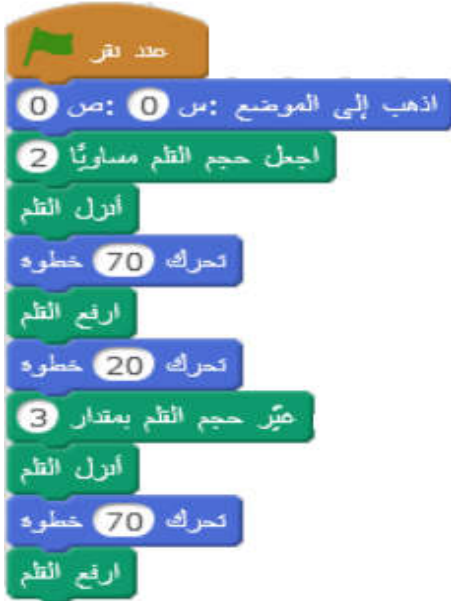 عند نقر
اذهب إلى الموضع س: 0 ص: 0
اجعل حجم القلم مساويًا 2
أنزل القلم
تحرك 70 خطوة
ارفع القلم
تحرك 20 خطوة
غيّر حجم القلم بمقدار 3
أنزل القلم
تحرك 70 خطوة
ارفع القلم